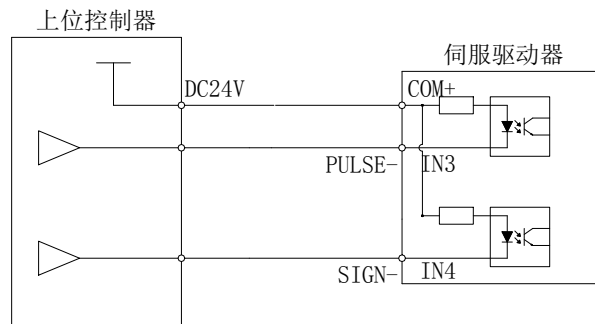 上位控制器
伺服驱动器
DC24V
COM+
PULSE-
IN3
SIGN-
IN4